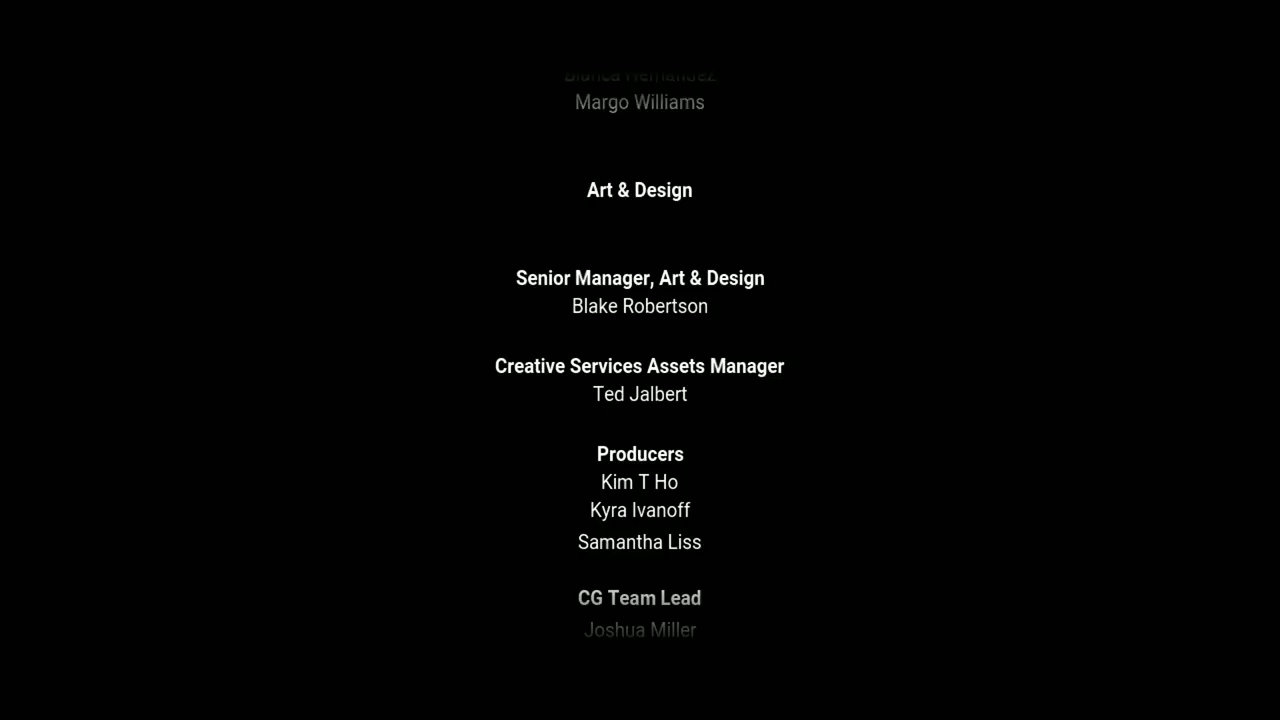 Margo Williams
Art & Design
Senior Manager, Art & Design
Blake Robertson
Creative Services Assets Manager
Ted Jalbert
Producers
Kim T Ho
Kyra Ivanoff
Samantha Liss
CG Team Lead
Joshua Miller